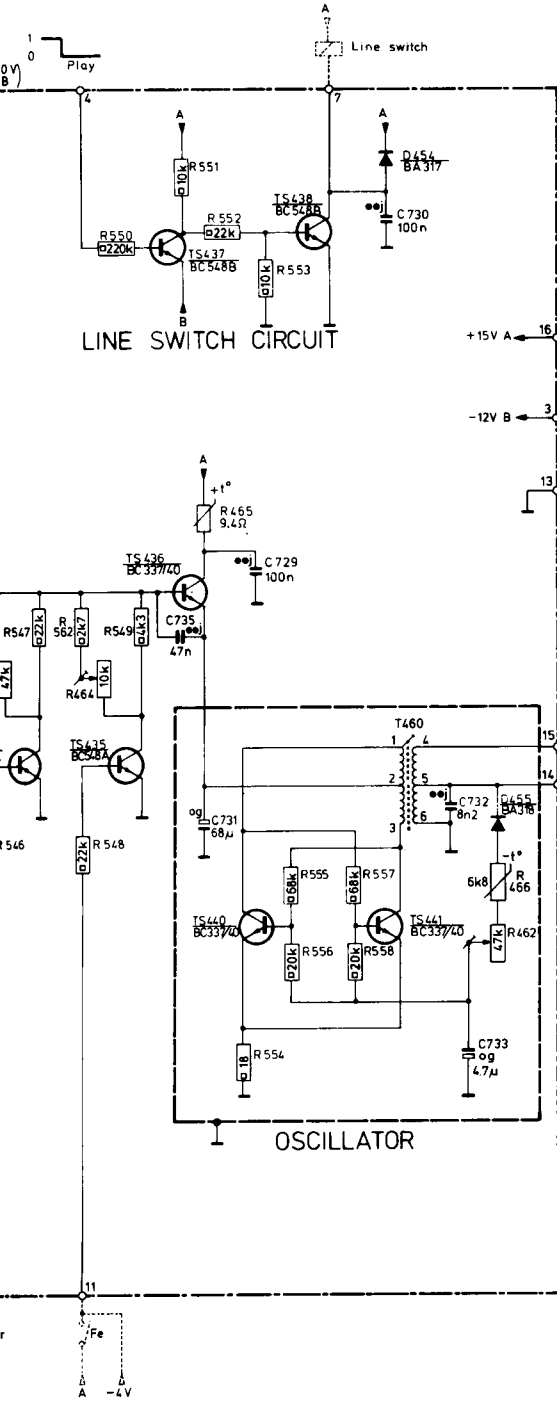 A
Line switch
1
0
Play
0V)
B
4
7
A
A
R551
10k
D454
BA317
TS438
BC548B
C730
100n
R550
220k
R552
22k
TS437
BC548B
10k
R553
B
LINE SWITCH CIRCUIT
+15V A
16
-12V B
3
13
A
+t°
R465
9.4Ω
TS436
BC337/40
C729
100n
R547
22k
R
562
2k7
R549
4k3
C735
47n
47k
R464
10k
TS435
BC548A
R546
22k
R548
T460
1
4
15
2
5
14
3
6
og
C731
68µ
C732
8n2
D455
BA318
-t°
6k8
R
466
68k
R555
68k
R557
TS440
BC337/40
TS441
BC337/40
47k
R462
20k
R556
20k
R558
18
R554
C733
og
4.7µ
OSCILLATOR
11
r
Fe
A
-4V